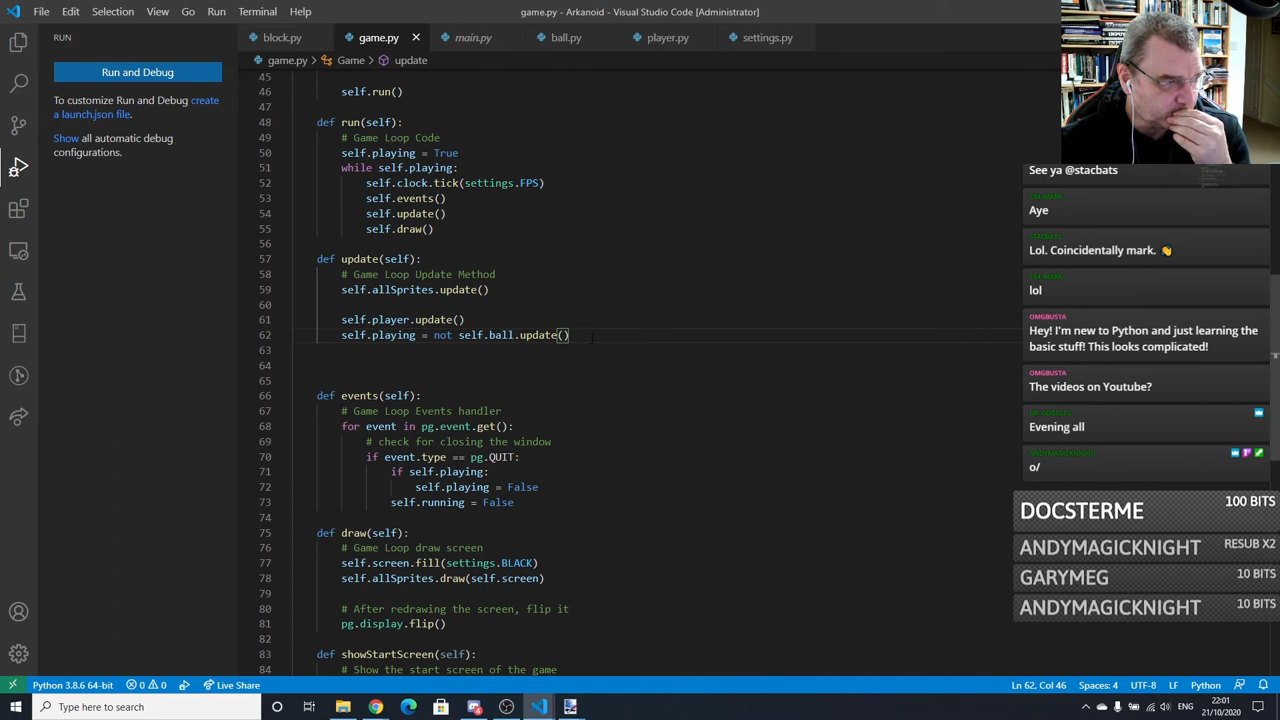 File Edit Selection View Go Run Terminal Help
game.py - Arkanoid - Visual Studio Code [Administrator]
RUN
Run and Debug
To customize Run and Debug create
a launch.json file.
Show all automatic debug
configurations.
block.py
main.py
ball.py
player.py
settings.py
game.py > Game > update
45
46 self.run()
47
48 def run(self):
49 # Game Loop Code
50 self.playing = True
51 while self.playing:
52 self.clock.tick(settings.FPS)
53 self.events()
54 self.update()
55 self.draw()
56
57 def update(self):
58 # Game Loop Update Method
59 self.allSprites.update()
60
61 self.player.update()
62 self.playing = not self.ball.update()
63
64
65
66 def events(self):
67 # Game Loop Events handler
68 for event in pg.event.get():
69 # check for closing the window
70 if event.type == pg.QUIT:
71 if self.playing:
72 self.playing = False
73 self.running = False
74
75 def draw(self):
76 # Game Loop draw screen
77 self.screen.fill(settings.BLACK)
78 self.allSprites.draw(self.screen)
79
80 # After redrawing the screen, flip it
81 pg.display.flip()
82
83 def showStartScreen(self):
84 # Show the start screen of the game
See ya @stacbats
Aye
STACBATS
Lol. Coincidentally mark. 👏
lol
OMGBUSTA
Hey! I'm new to Python and just learning the
basic stuff! This looks complicated!
OMGBUSTA
The videos on Youtube?
Evening all
ANDYMAGICKNIGHT
o/
DOCSTERME 100 BITS
ANDYMAGICKNIGHT RESUB X2
GARYMEG 10 BITS
ANDYMAGICKNIGHT 10 BITS
Python 3.8.6 64-bit 0 0 Live Share
Ln 62, Col 46 Spaces: 4 UTF-8 LF Python
Type here to search
22:01
21/10/2020